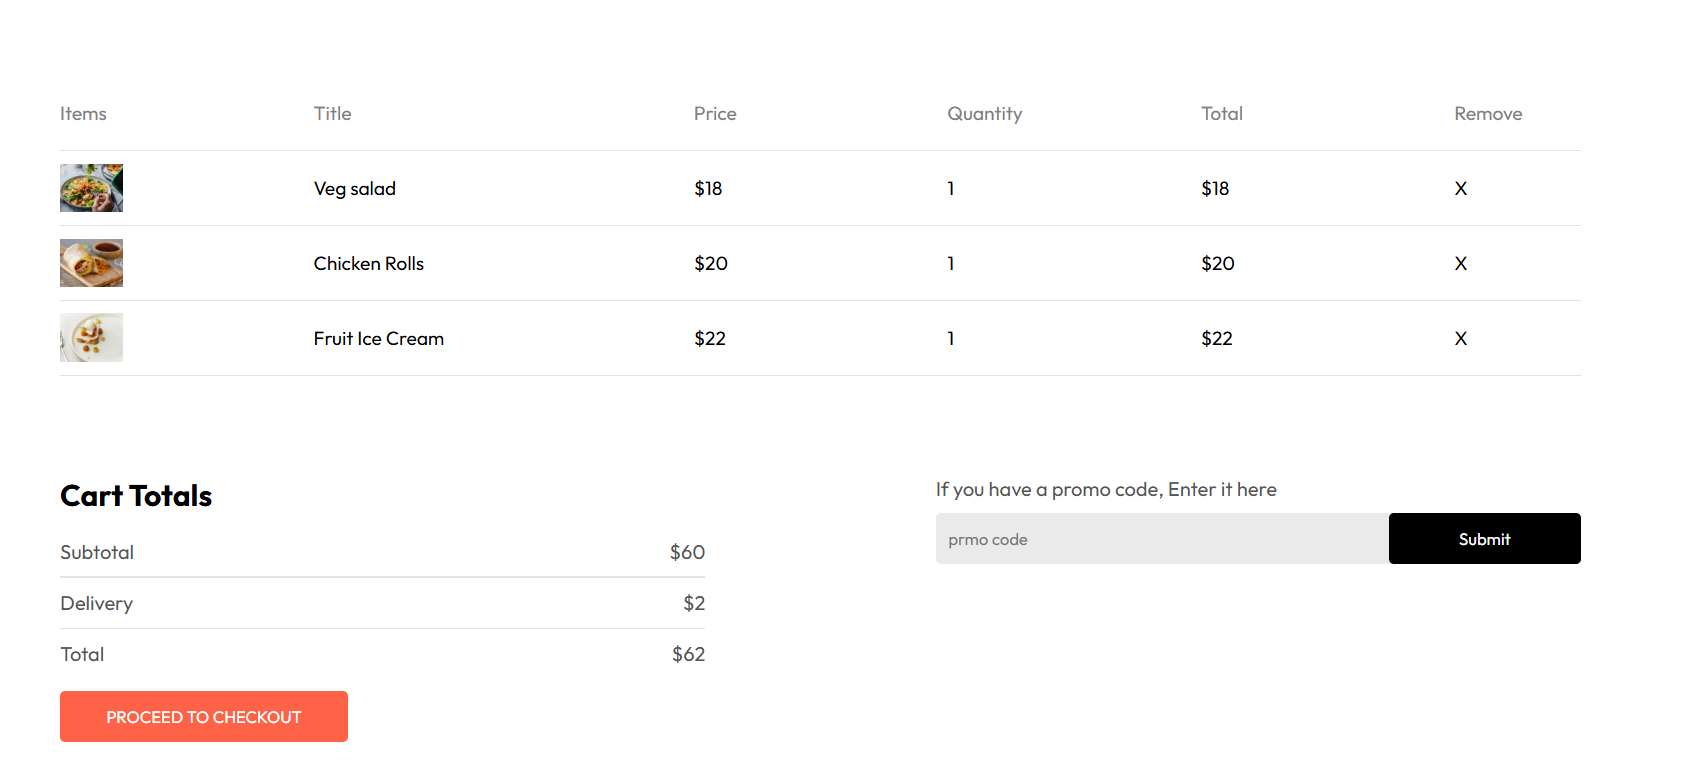 Items Title Price Quantity Total Remove
Veg salad $18 1 $18 X
Chicken Rolls $20 1 $20 X
Fruit Ice Cream $22 1 $22 X
Cart Totals
Subtotal $60
Delivery $2
Total $62
PROCEED TO CHECKOUT
If you have a promo code, Enter it here
prmo code Submit